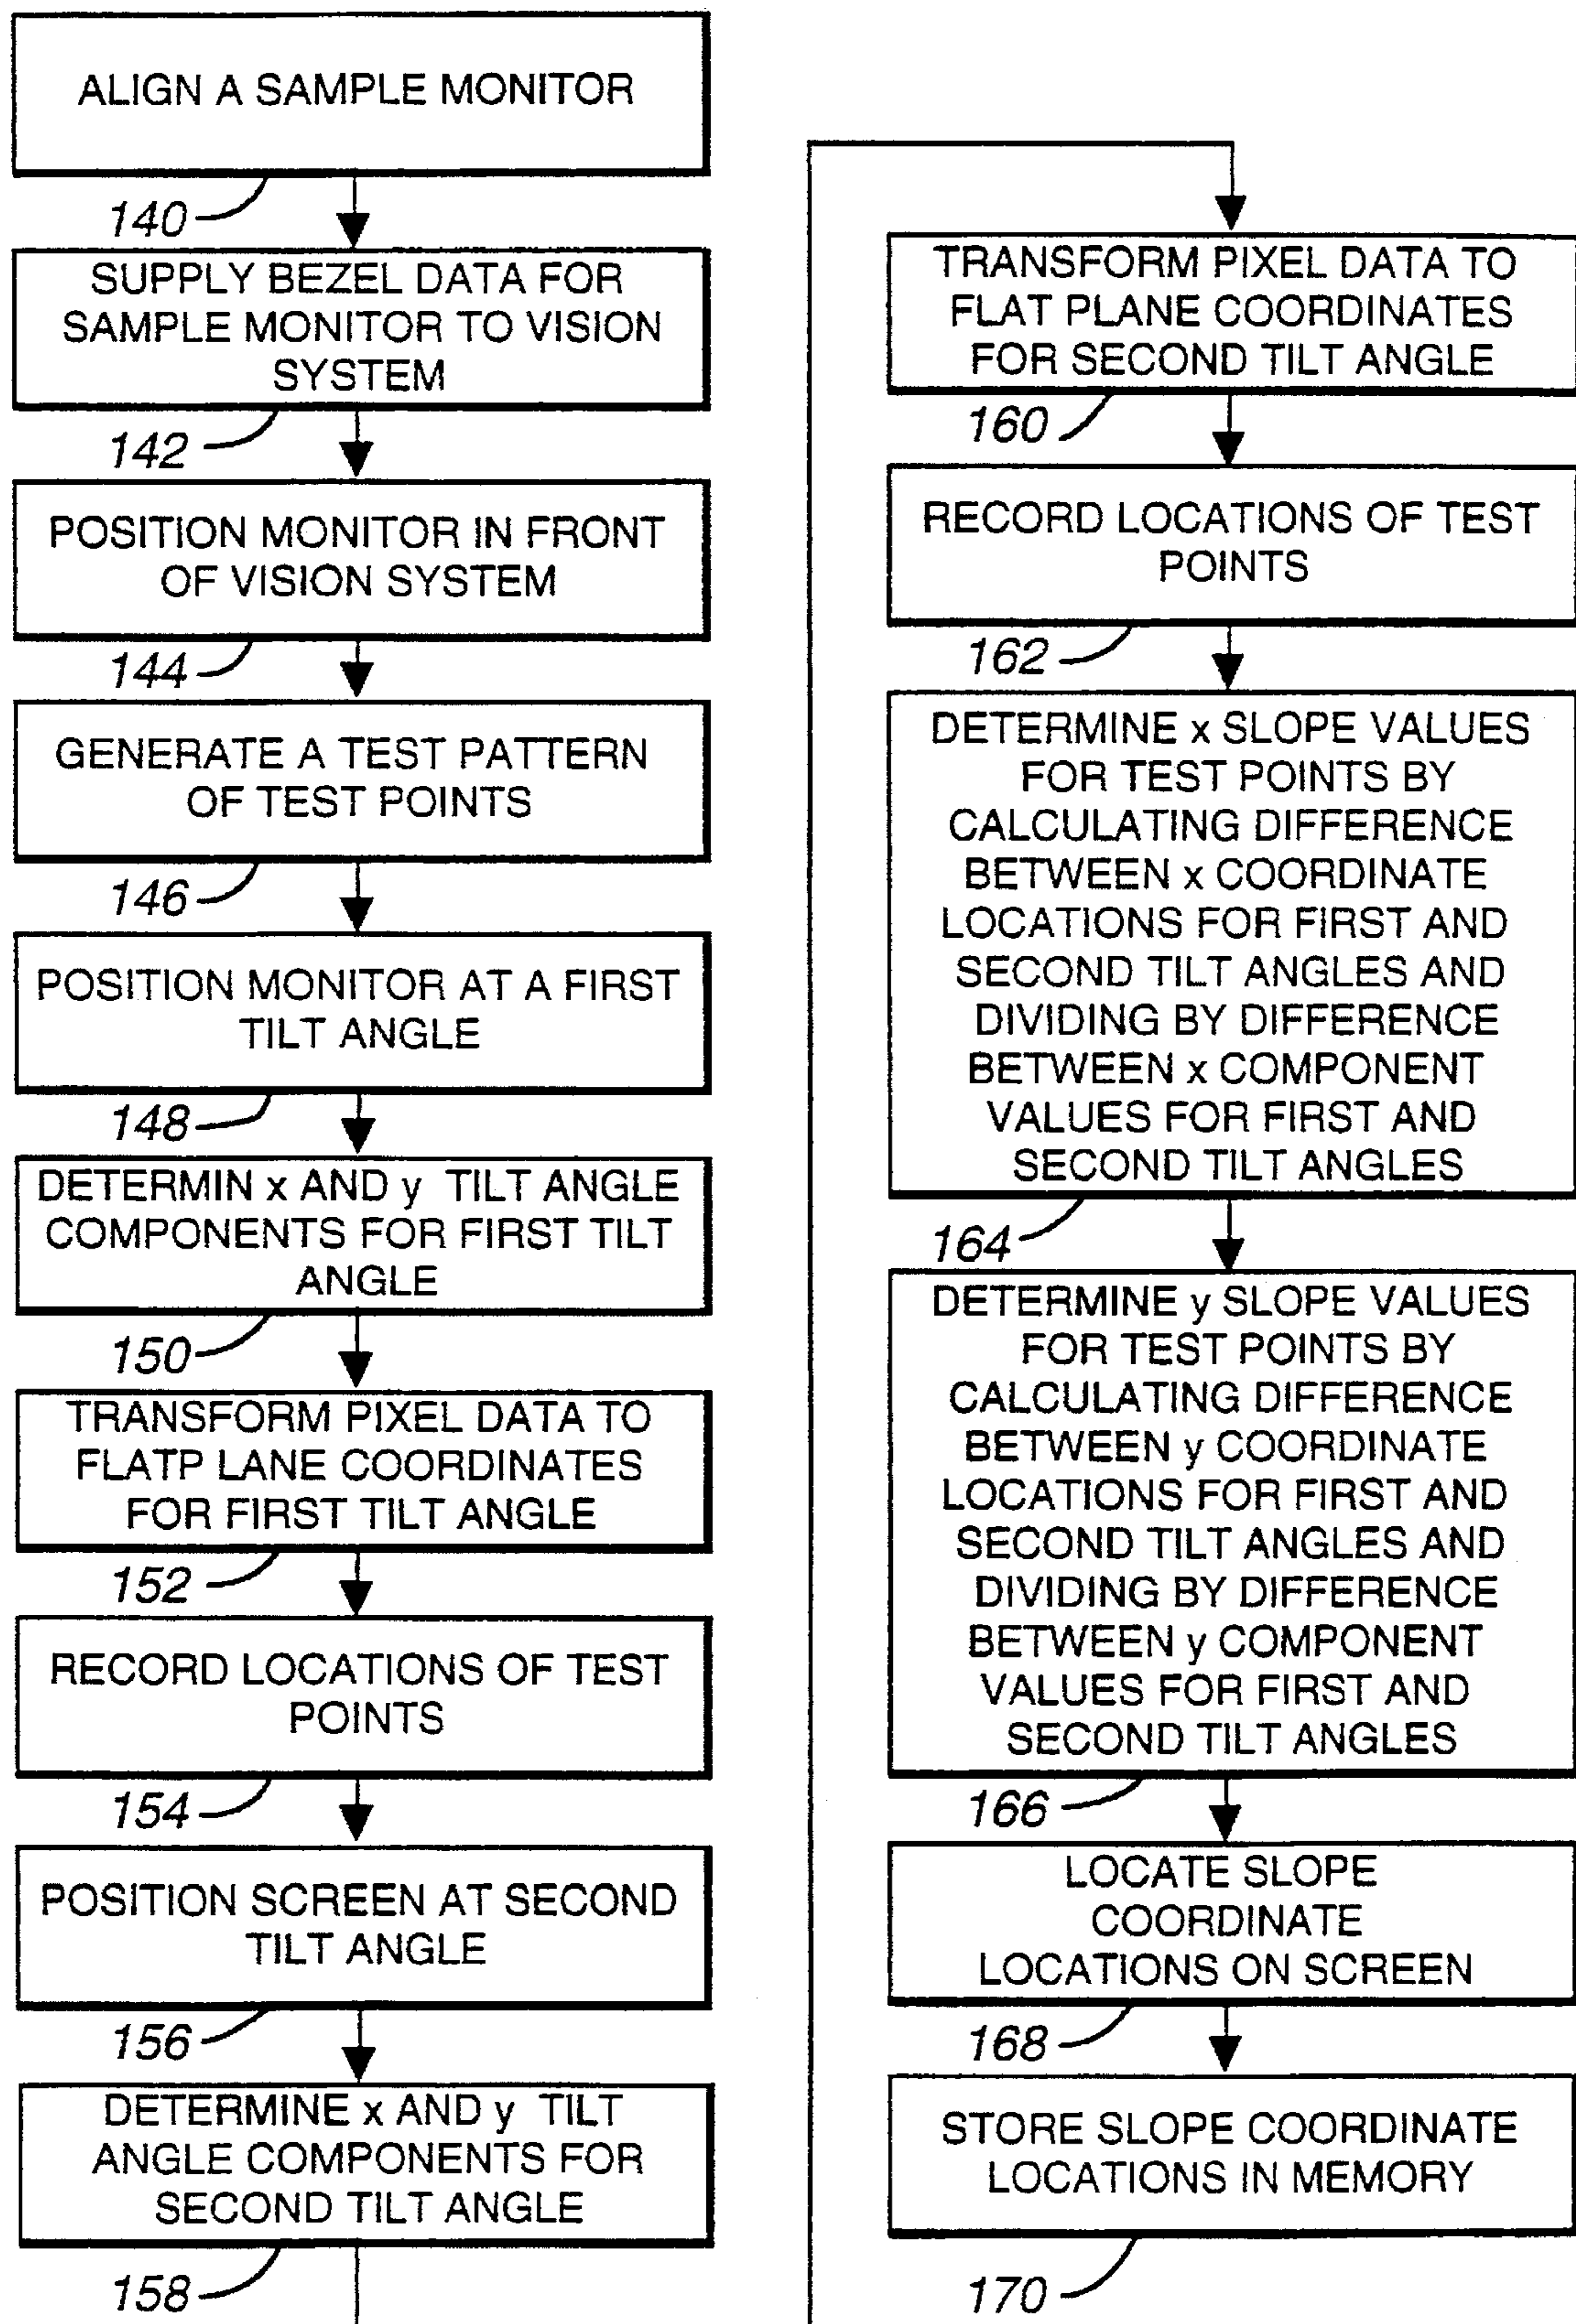 ALIGN A SAMPLE MONITOR
140
SUPPLY BEZEL DATA FOR
SAMPLE MONITOR TO VISION
SYSTEM
142
POSITION MONITOR IN FRONT
OF VISION SYSTEM
144
GENERATE A TEST PATTERN
OF TEST POINTS
146
POSITION MONITOR AT A FIRST
TILT ANGLE
148
DETERMIN x AND y TILT ANGLE
COMPONENTS FOR FIRST TILT
ANGLE
150
TRANSFORM PIXEL DATA TO
FLATP LANE COORDINATES
FOR FIRST TILT ANGLE
152
RECORD LOCATIONS OF TEST
POINTS
154
POSITION SCREEN AT SECOND
TILT ANGLE
156
DETERMINE x AND y TILT
ANGLE COMPONENTS FOR
SECOND TILT ANGLE
158
TRANSFORM PIXEL DATA TO
FLAT PLANE COORDINATES
FOR SECOND TILT ANGLE
160
RECORD LOCATIONS OF TEST
POINTS
162
DETERMINE x SLOPE VALUES
FOR TEST POINTS BY
CALCULATING DIFFERENCE
BETWEEN x COORDINATE
LOCATIONS FOR FIRST AND
SECOND TILT ANGLES AND
DIVIDING BY DIFFERENCE
BETWEEN x COMPONENT
VALUES FOR FIRST AND
SECOND TILT ANGLES
164
DETERMINE y SLOPE VALUES
FOR TEST POINTS BY
CALCULATING DIFFERENCE
BETWEEN y COORDINATE
LOCATIONS FOR FIRST AND
SECOND TILT ANGLES AND
DIVIDING BY DIFFERENCE
BETWEEN y COMPONENT
VALUES FOR FIRST AND
SECOND TILT ANGLES
166
LOCATE SLOPE
COORDINATE
LOCATIONS ON SCREEN
168
STORE SLOPE COORDINATE
LOCATIONS IN MEMORY
170